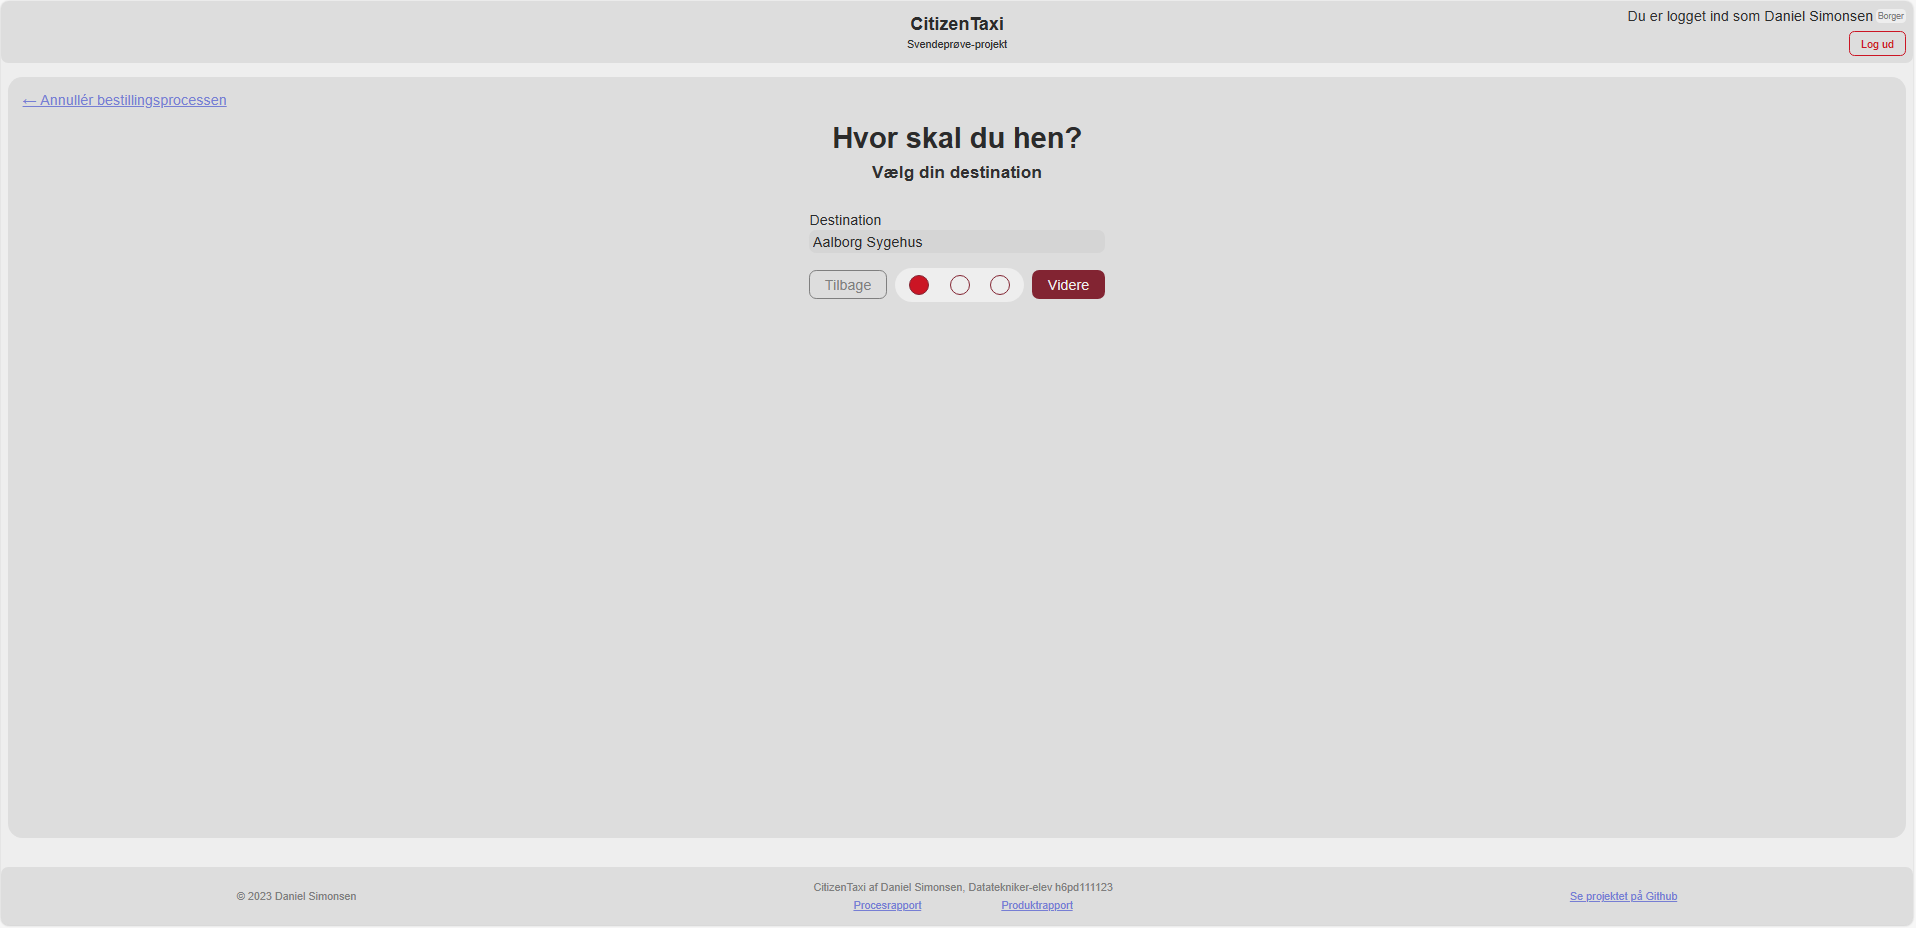 CitizenTaxi
Svendeprøve-projekt
Du er logget ind som Daniel Simonsen Borger
Log ud
← Annullér bestillingsprocessen
Hvor skal du hen?
Vælg din destination
Destination
Aalborg Sygehus
Tilbage
Videre
© 2023 Daniel Simonsen
CitizenTaxi af Daniel Simonsen, Datatekniker-elev h6pd111123
Procesrapport
Produktrapport
Se projektet på Github